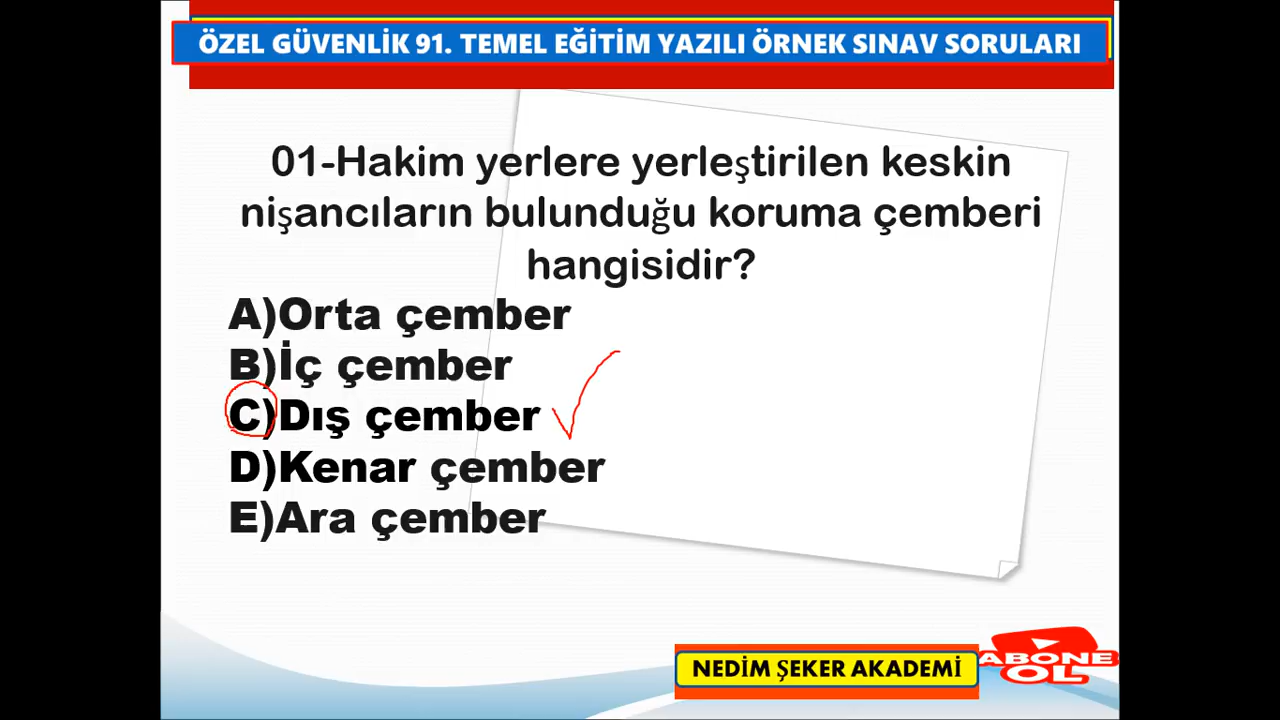 ÖZEL GÜVENLİK 91. TEMEL EĞİTİM YAZILI ÖRNEK SINAV SORULARI
01-Hakim yerlere yerleştirilen keskin
nişancıların bulunduğu koruma çemberi
hangisidir?
A)Orta çember
B)İç çember
C)Dış çember
D)Kenar çember
E)Ara çember
NEDİM ŞEKER AKADEMİ
ABONE
OL